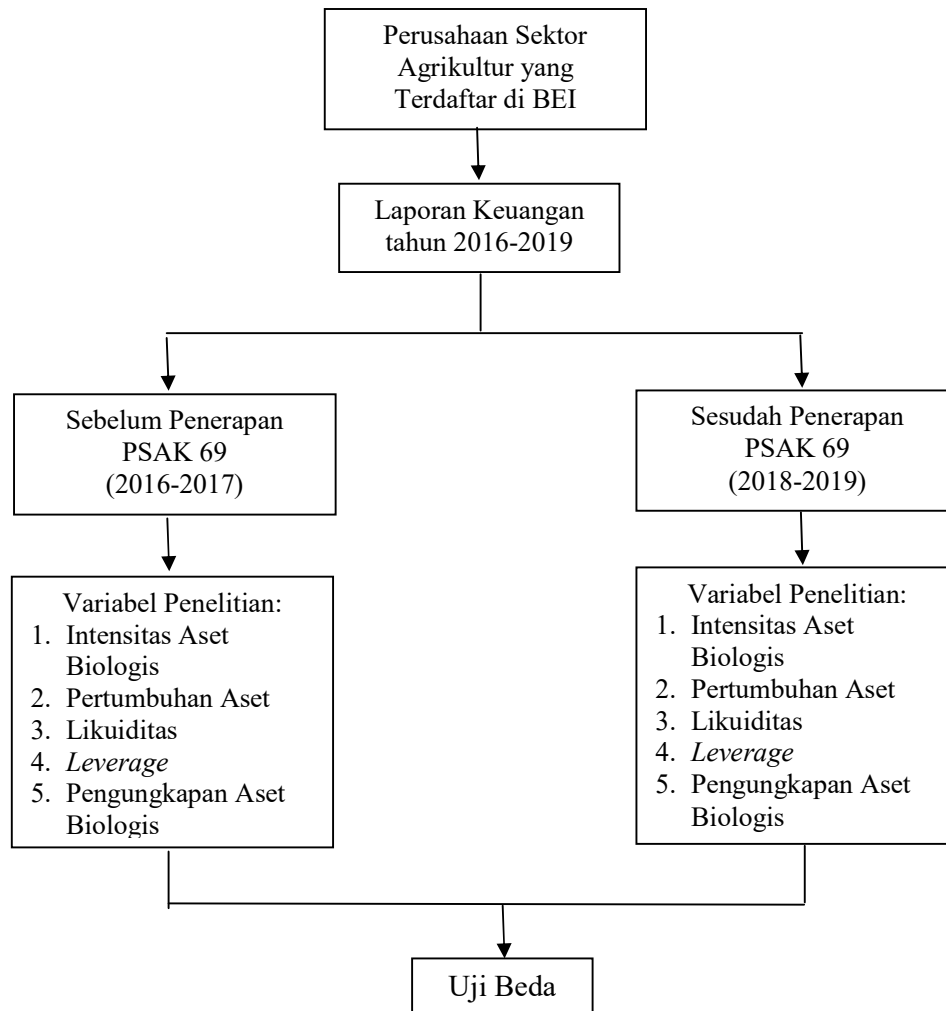 Perusahaan Sektor
Agrikultur yang
Terdaftar di BEI
Laporan Keuangan
tahun 2016-2019
Sebelum Penerapan
PSAK 69
(2016-2017)
Sesudah Penerapan
PSAK 69
(2018-2019)
Variabel Penelitian:
1. Intensitas Aset
Biologis
2. Pertumbuhan Aset
3. Likuiditas
4. Leverage
5. Pengungkapan Aset
Biologis
Variabel Penelitian:
1. Intensitas Aset
Biologis
2. Pertumbuhan Aset
3. Likuiditas
4. Leverage
5. Pengungkapan Aset
Biologis
Uji Beda